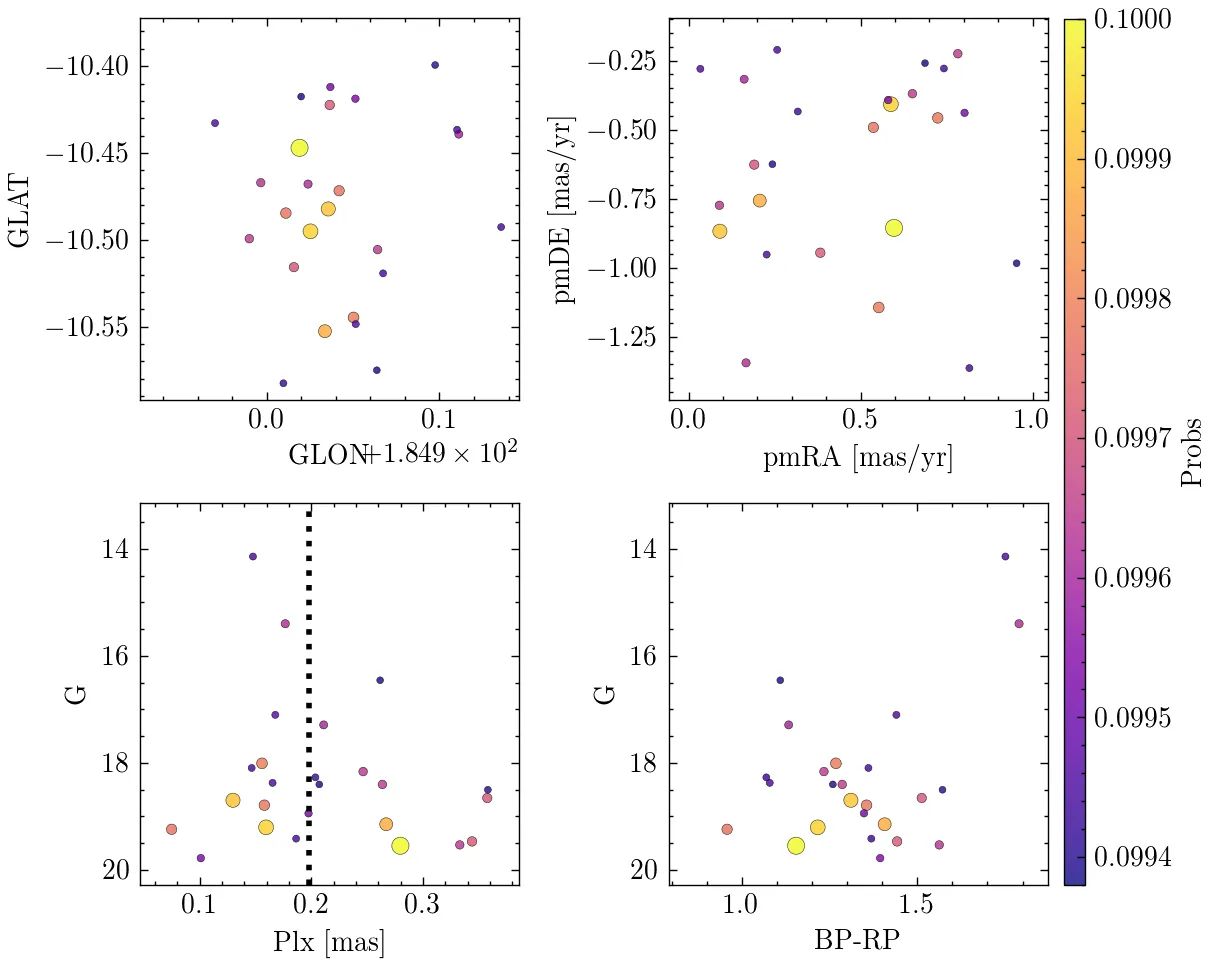 −10.40
−10.45
−10.50
−10.55
GLAT
0.0 0.1
GLON +1.849 × 10²
−0.25
−0.50
−0.75
−1.00
−1.25
pmDE [mas/yr]
0.0 0.5 1.0
pmRA [mas/yr]
14
16
18
20
G
0.1 0.2 0.3
Plx [mas]
14
16
18
20
G
1.0 1.5
BP-RP
0.1000
0.0999
0.0998
0.0997
0.0996
0.0995
0.0994
Probs